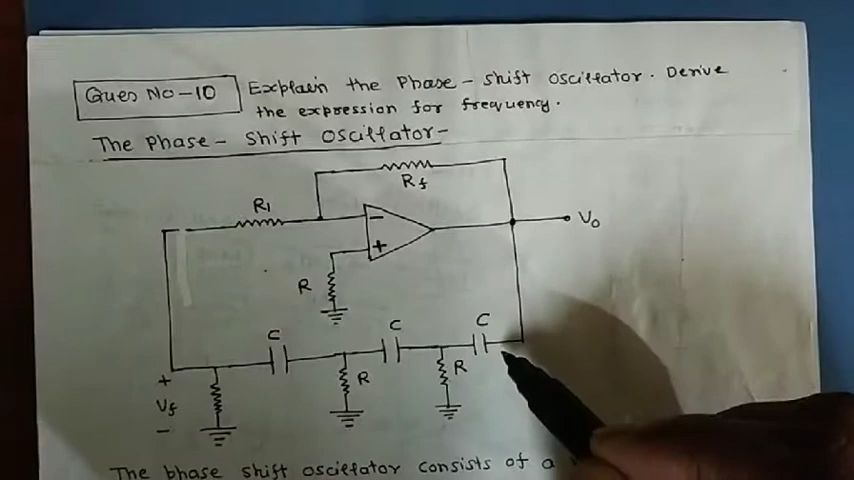 Ques No-10
Explain the Phase-shift oscillator. Derive
the expression for frequency.
The Phase-Shift Oscillator-
Rf
R1
-
+
Vo
R
C
C
C
R
R
+
Vf
-
The phase shift oscillator consists of a